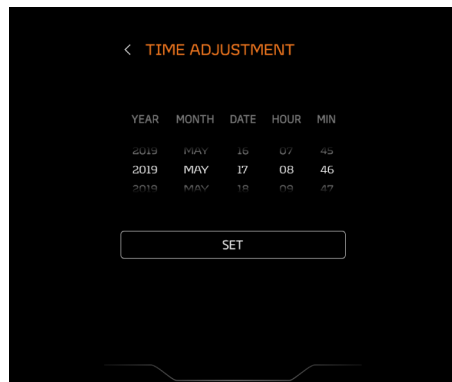 < TIME ADJUSTMENT
YEAR MONTH DATE HOUR MIN
2019 MAY 16 07 45
2019 MAY 17 08 46
2019 MAY 18 09 47
SET